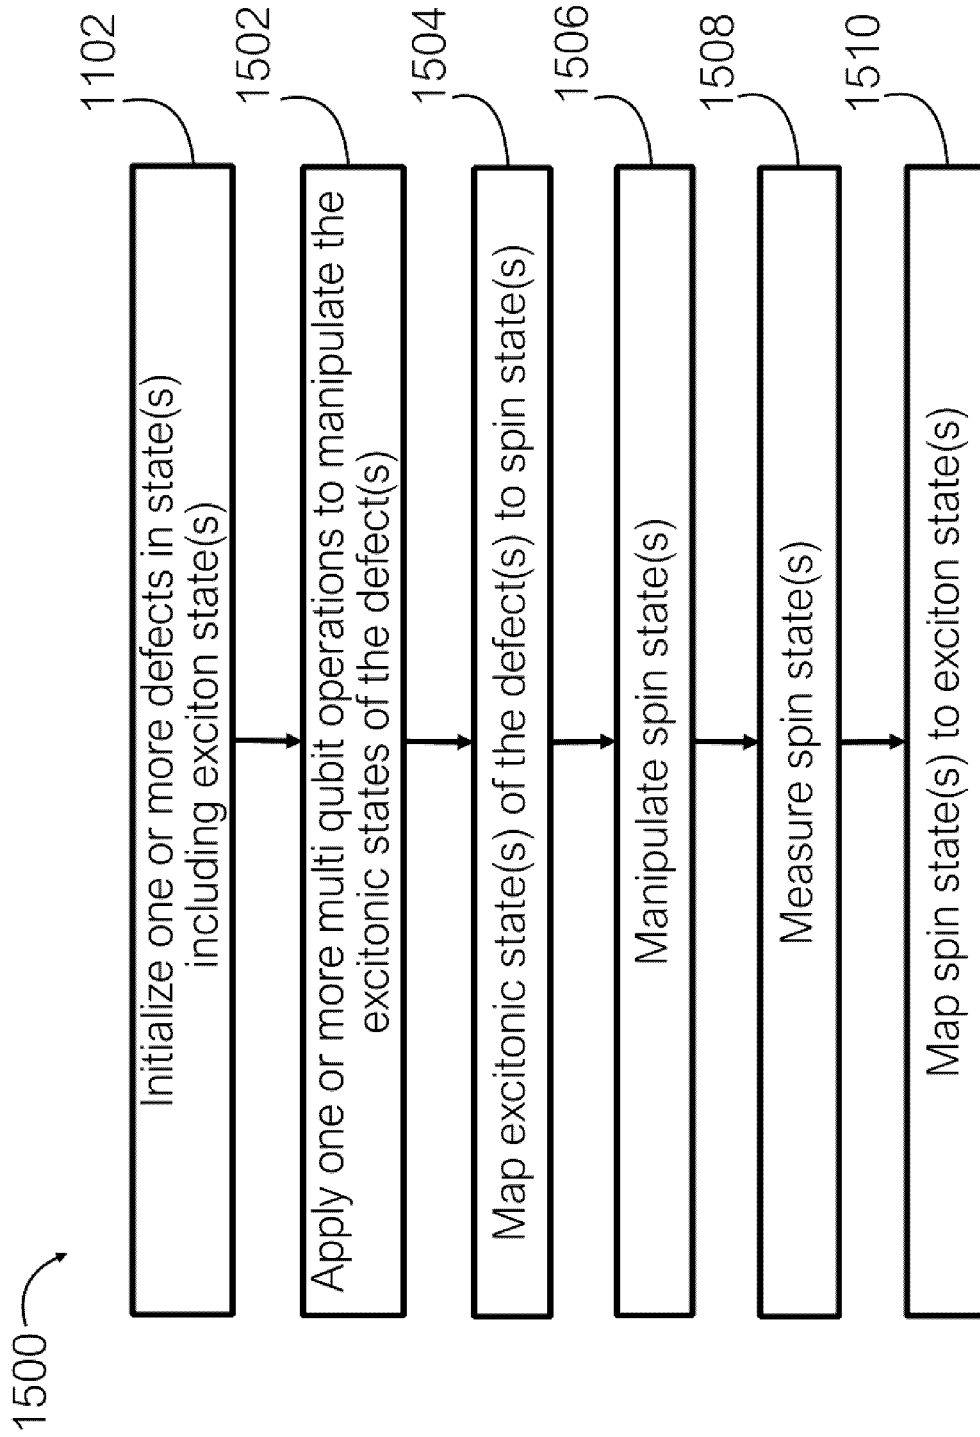 1500
1102
Initialize one or more defects in state(s)
including exciton state(s)
1502
Apply one or more multi qubit operations to manipulate the
excitonic states of the defect(s)
1504
Map excitonic state(s) of the defect(s) to spin state(s)
1506
Manipulate spin state(s)
1508
Measure spin state(s)
1510
Map spin state(s) to exciton state(s)